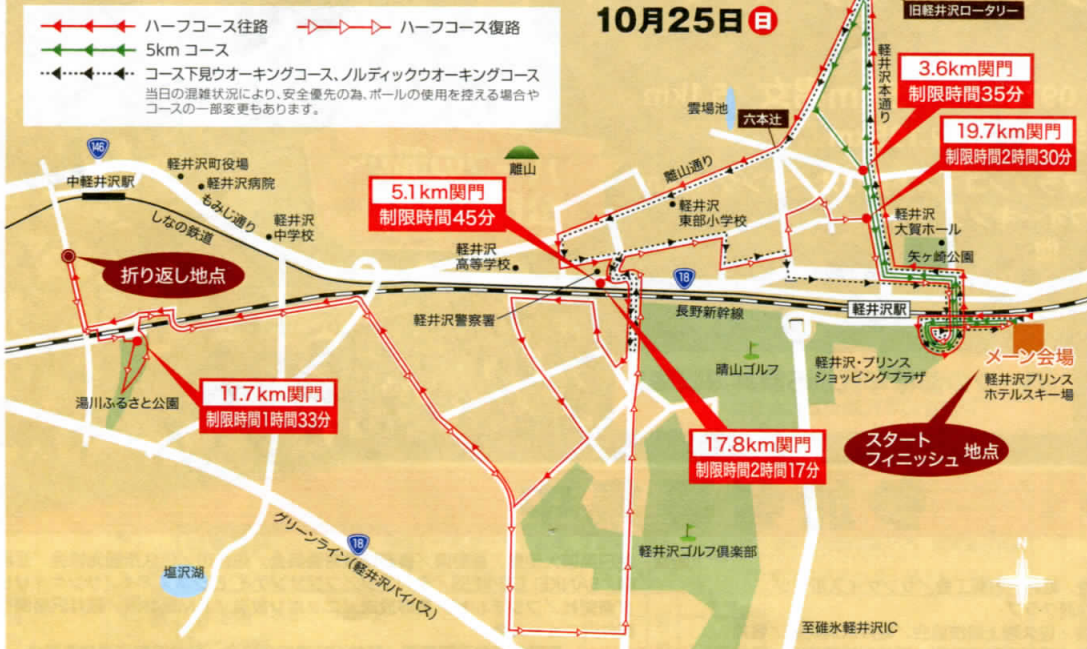 ハーフコース往路
ハーフコース復路
5km コース
コース下見ウオーキングコース、ノルディックウオーキングコース
当日の混雑状況により、安全優先の為、ポールの使用を控える場合や
コースの一部変更もあります。
10月25日 日
旧軽井沢ロータリー
軽井沢本通り
3.6km関門
制限時間35分
雲場池
六本辻
19.7km関門
制限時間2時間30分
146
軽井沢町役場
中軽井沢駅
軽井沢病院
もみじ通り
しなの鉄道
軽井沢
中学校
離山
離山通り
5.1km関門
制限時間45分
軽井沢
東部小学校
軽井沢
大賀ホール
矢ヶ崎公園
軽井沢
高等学校
折り返し地点
18
軽井沢警察署
長野新幹線
軽井沢駅
メーン会場
軽井沢プリンス
ホテルスキー場
晴山ゴルフ
軽井沢・プリンス
ショッピングプラザ
11.7km関門
制限時間1時間33分
湯川ふるさと公園
17.8km関門
制限時間2時間17分
スタート
フィニッシュ 地点
グリーンライン(軽井沢バイパス)
18
軽井沢ゴルフ倶楽部
塩沢湖
N
至碓氷軽井沢IC